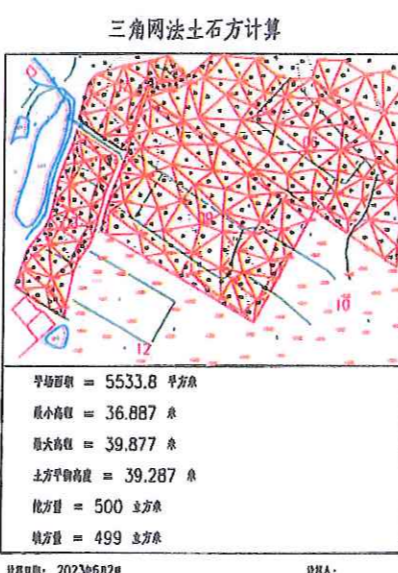 三角网法土石方计算
10
12
平场面积 = 5533.8 平方米
最小高程 = 36.887 米
最大高程 = 39.877 米
土方平衡高度 = 39.287 米
挖方量 = 500 立方米
填方量 = 499 立方米
计算日期: 2023年6月2日 计算人: